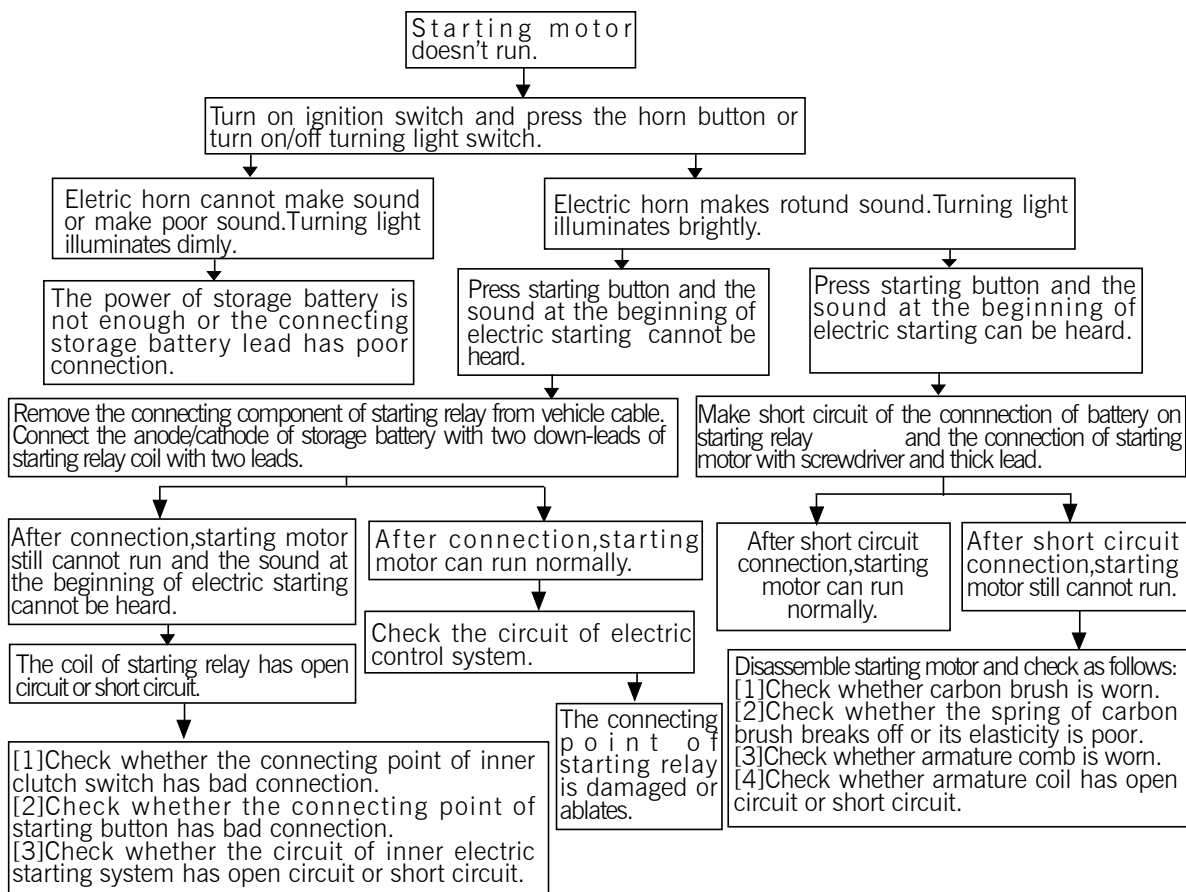 Starting motor
doesn't run.
Turn on ignition switch and press the horn button or
turn on/off turning light switch.
Eletric horn cannot make sound
or make poor sound.Turning light
illuminates dimly.
Electric horn makes rotund sound.Turning light
illuminates brightly.
The power of storage battery is
not enough or the connecting
storage battery lead has poor
connection.
Press starting button and the
sound at the beginning of
electric starting cannot be
heard.
Press starting button and the
sound at the beginning of
electric starting can be heard.
Remove the connecting component of starting relay from vehicle cable.
Connect the anode/cathode of storage battery with two down-leads of
starting relay coil with two leads.
Make short circuit of the connnection of battery on
starting relay and the connection of starting
motor with screwdriver and thick lead.
After connection,starting motor
still cannot run and the sound at
the beginning of electric starting
cannot be heard.
After connection,starting
motor can run normally.
After short circuit
connection,starting
motor can run
normally.
After short circuit
connection,starting
motor still cannot run.
The coil of starting relay has open
circuit or short circuit.
Check the circuit of electric
control system.
Disassemble starting motor and check as follows:
[1]Check whether carbon brush is worn.
[2]Check whether the spring of carbon
brush breaks off or its elasticity is poor.
[3]Check whether armature comb is worn.
[4]Check whether armature coil has open
circuit or short circuit.
The connecting
point of
starting relay
is damaged or
ablates.
[1]Check whether the connecting point of inner
clutch switch has bad connection.
[2]Check whether the connecting point of
starting button has bad connection.
[3]Check whether the circuit of inner electric
starting system has open circuit or short circuit.